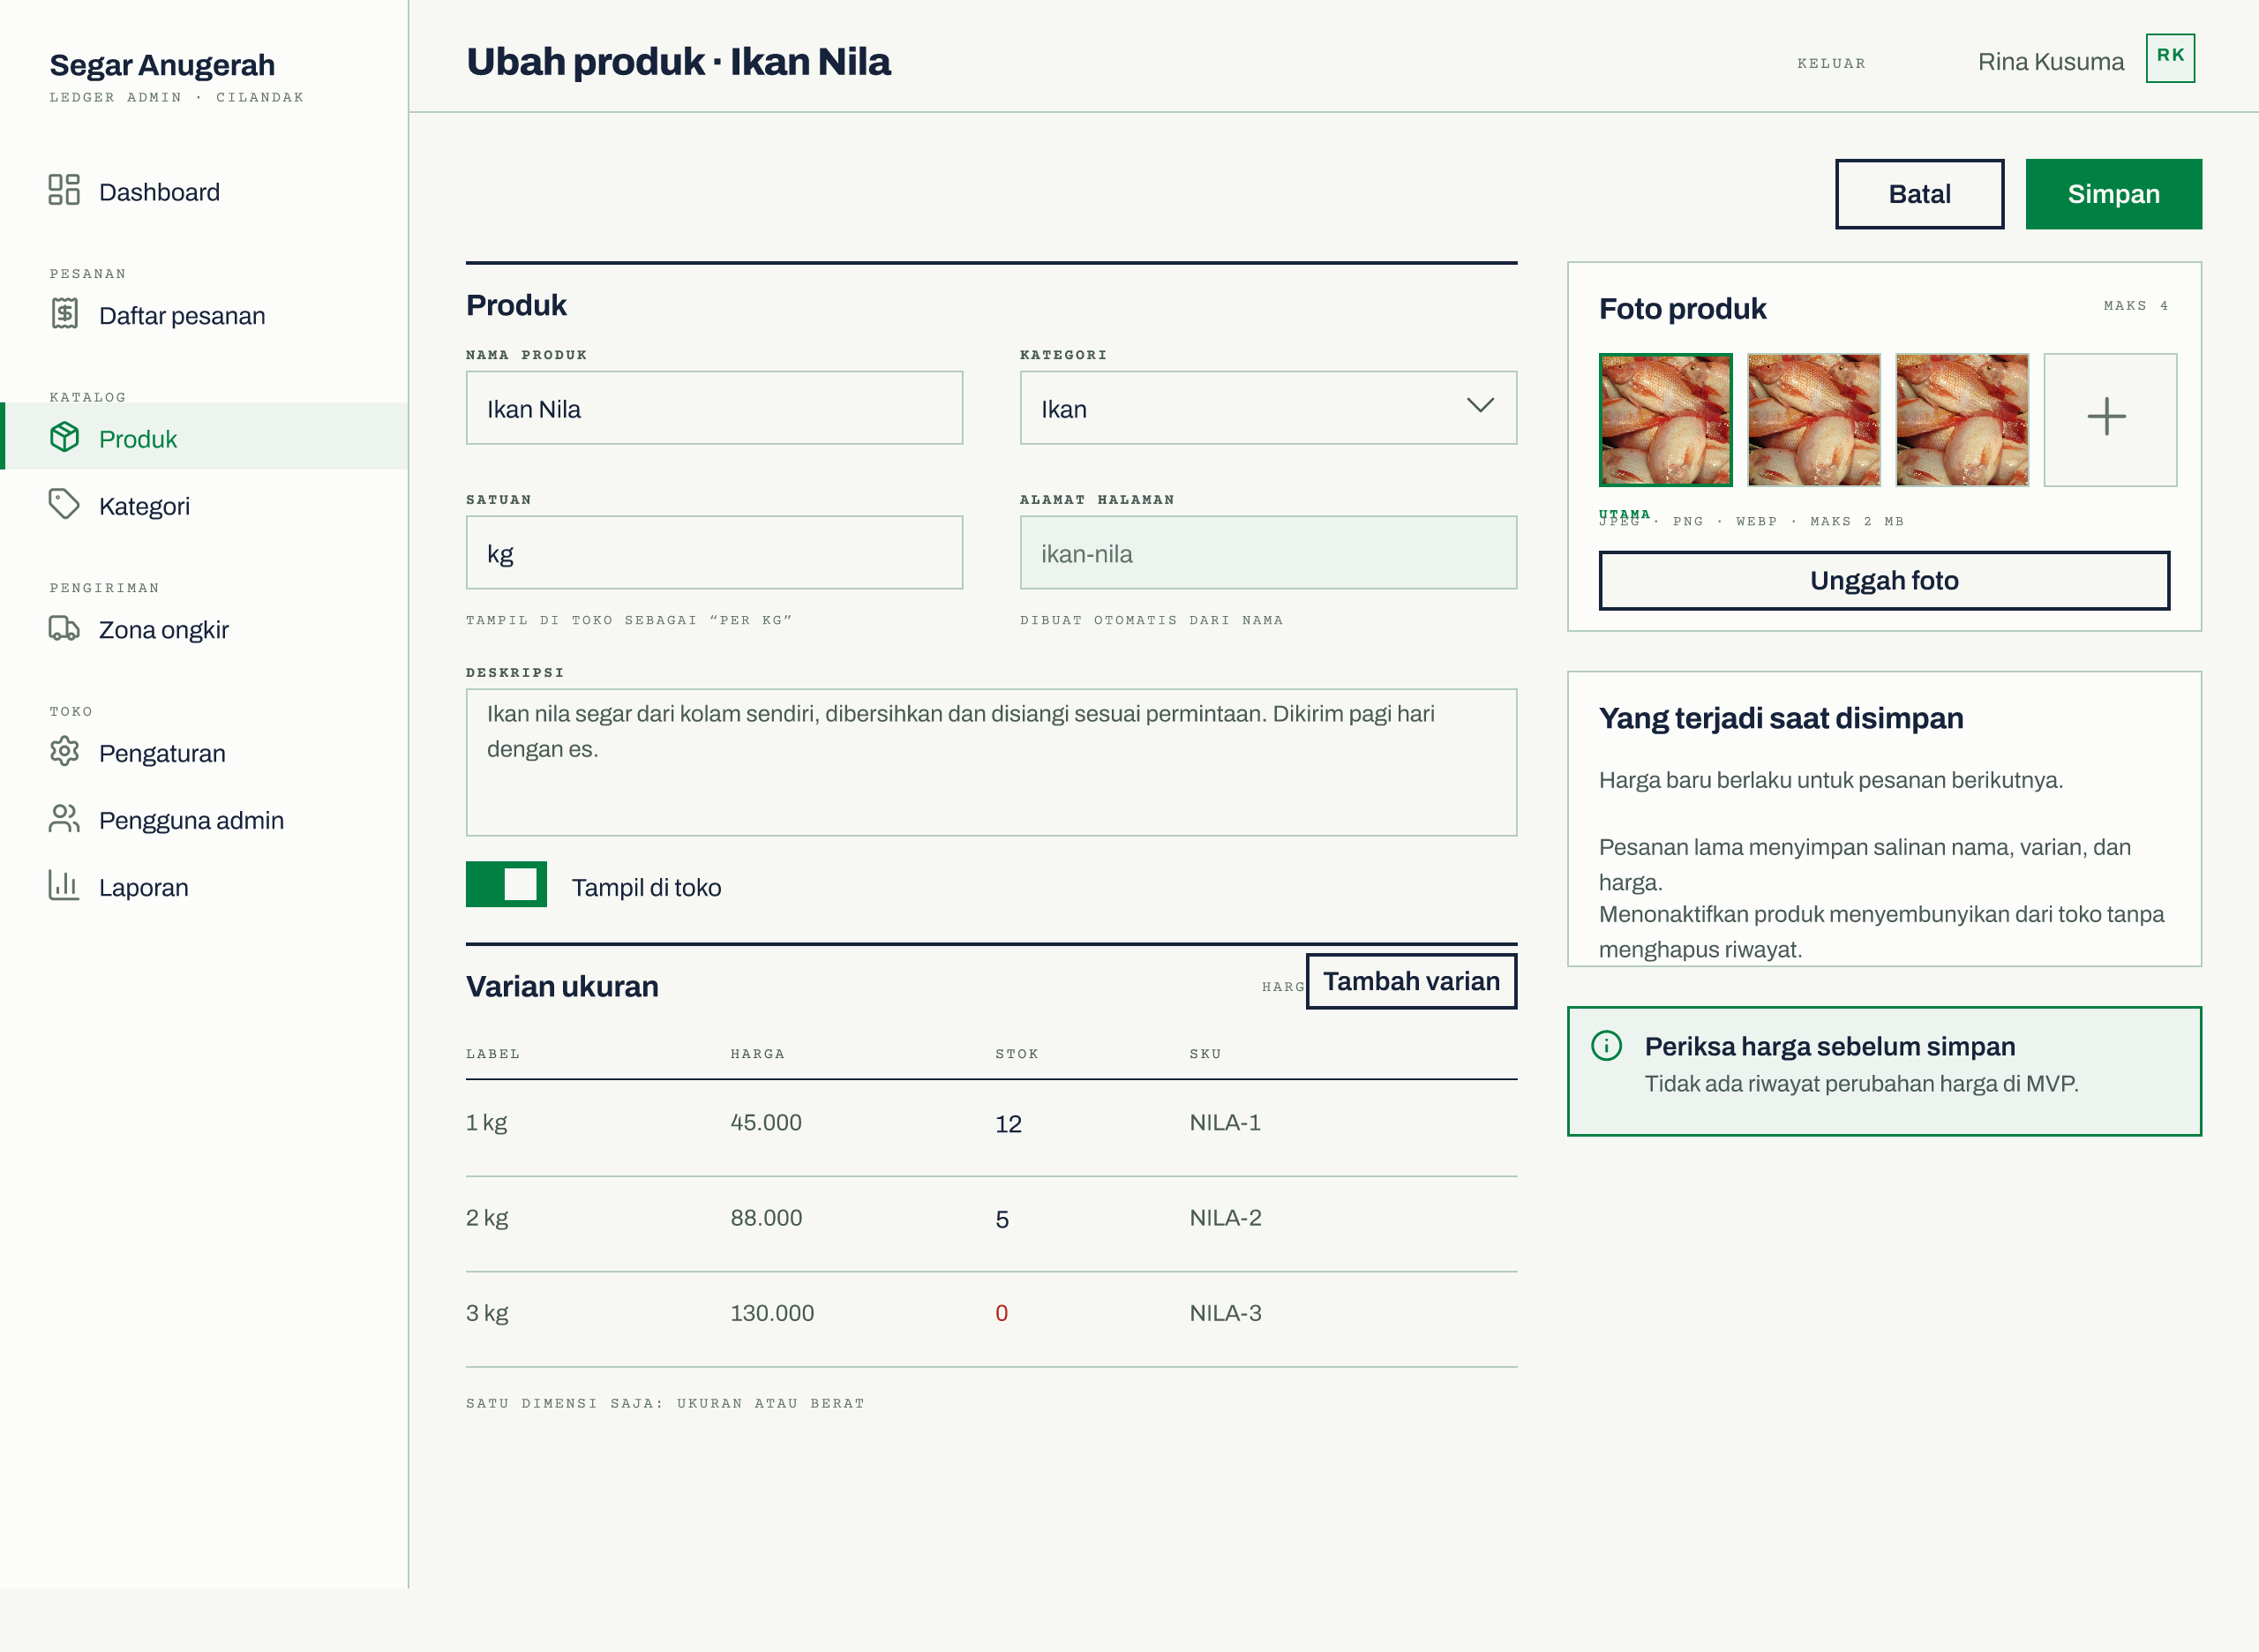 Segar Anugerah
LEDGER ADMIN · CILANDAK
Dashboard
PESANAN
Daftar pesanan
KATALOG
Produk
Kategori
PENGIRIMAN
Zona ongkir
TOKO
Pengaturan
Pengguna admin
Laporan
Ubah produk · Ikan Nila
KELUAR
Rina Kusuma
RK
Batal
Simpan
Produk
NAMA PRODUK
Ikan Nila
KATEGORI
Ikan
SATUAN
kg
TAMPIL DI TOKO SEBAGAI “PER KG”
ALAMAT HALAMAN
ikan-nila
DIBUAT OTOMATIS DARI NAMA
DESKRIPSI
Ikan nila segar dari kolam sendiri, dibersihkan dan disiangi sesuai permintaan. Dikirim pagi hari
dengan es.
Tampil di toko
Varian ukuran
HARG
Tambah varian
LABEL HARGA STOK SKU
1 kg 45.000 12 NILA-1
2 kg 88.000 5 NILA-2
3 kg 130.000 0 NILA-3
SATU DIMENSI SAJA: UKURAN ATAU BERAT
Foto produk
MAKS 4
UTAMA
JPEG · PNG · WEBP · MAKS 2 MB
Unggah foto
Yang terjadi saat disimpan
Harga baru berlaku untuk pesanan berikutnya.
Pesanan lama menyimpan salinan nama, varian, dan
harga.
Menonaktifkan produk menyembunyikan dari toko tanpa
menghapus riwayat.
Periksa harga sebelum simpan
Tidak ada riwayat perubahan harga di MVP.